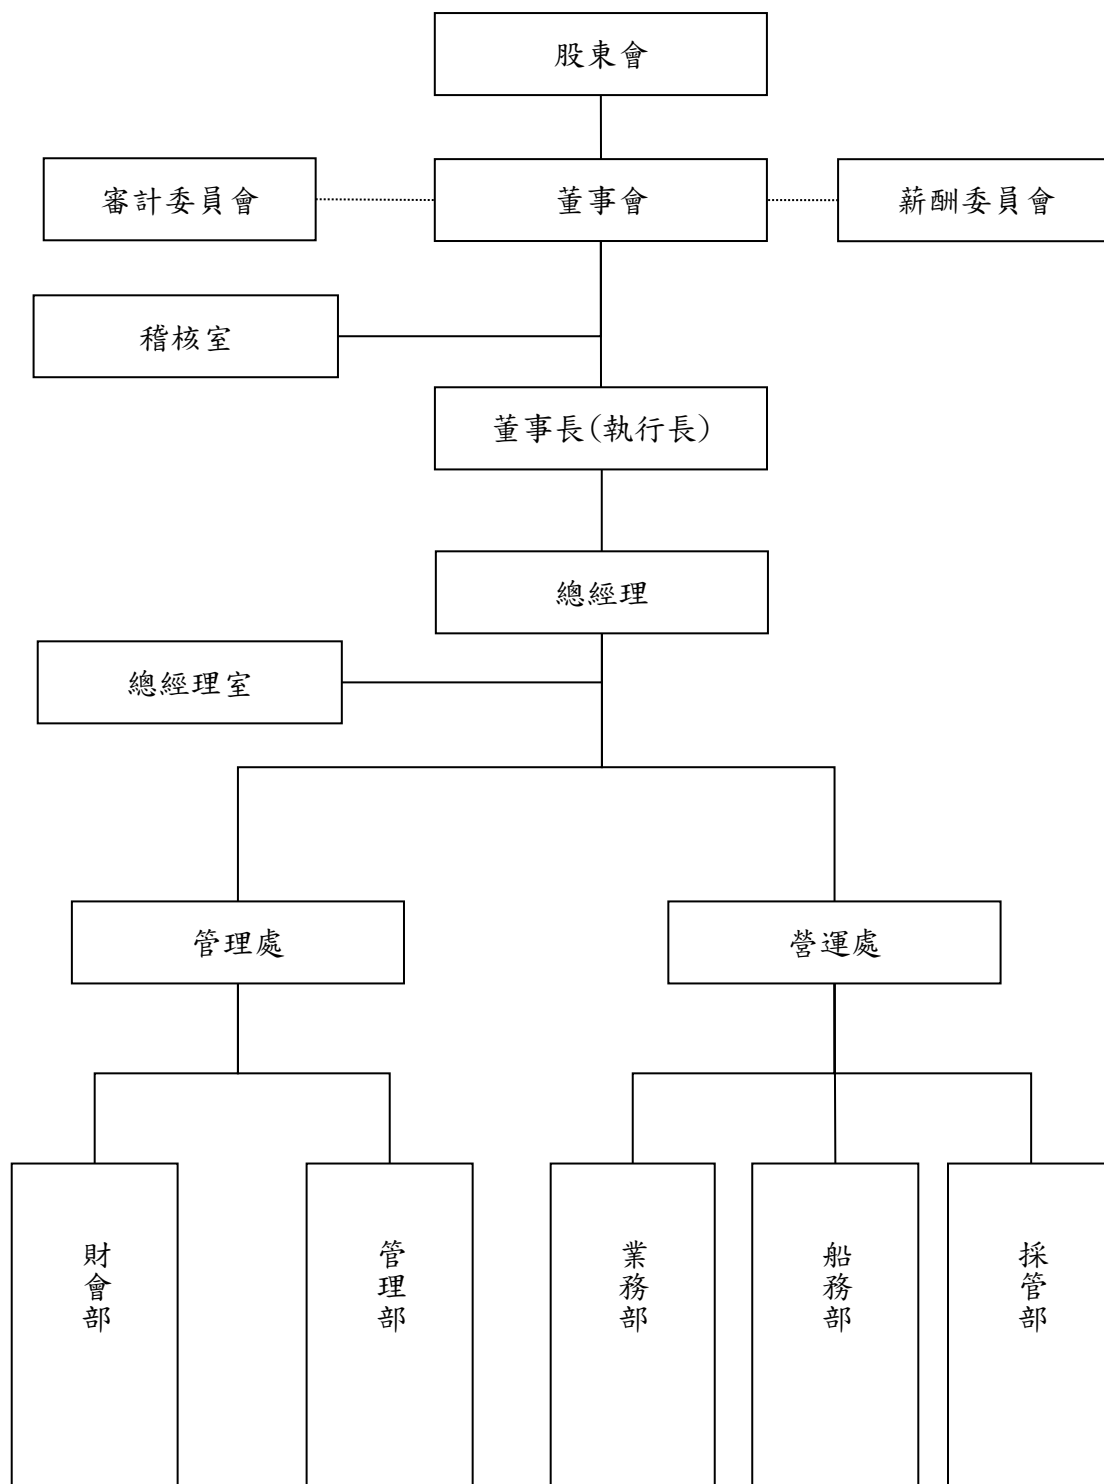 股東會
審計委員會
董事會
薪酬委員會
稽核室
董事長(執行長)
總經理
總經理室
管理處
營運處
財會部
管理部
業務部
船務部
採管部